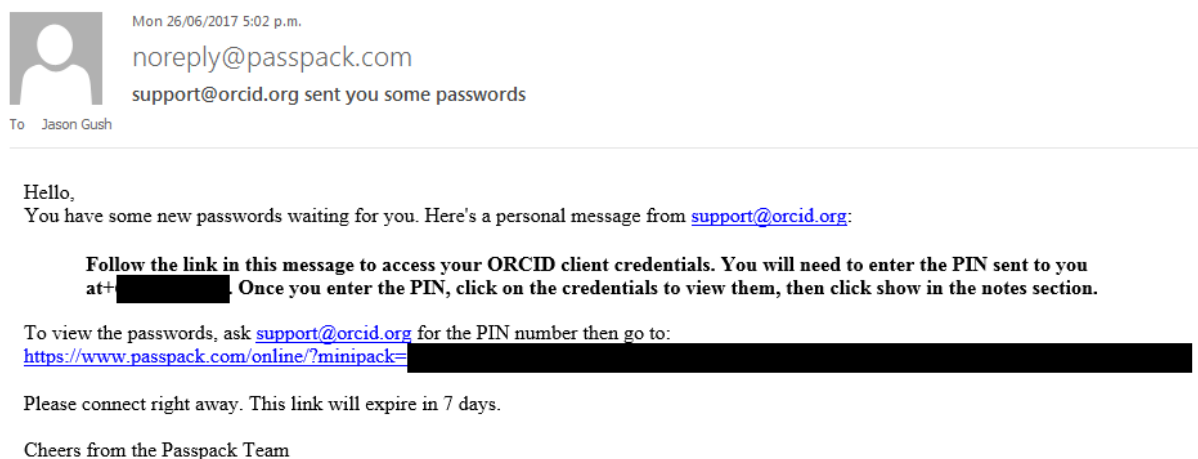 Mon 26/06/2017 5:02 p.m.
noreply@passpack.com
support@orcid.org sent you some passwords
To Jason Gush
Hello,
You have some new passwords waiting for you. Here's a personal message from support@orcid.org:
Follow the link in this message to access your ORCID client credentials. You will need to enter the PIN sent to you
at+ . Once you enter the PIN, click on the credentials to view them, then click show in the notes section.
To view the passwords, ask support@orcid.org for the PIN number then go to:
https://www.passpack.com/online/?minipack=
Please connect right away. This link will expire in 7 days.
Cheers from the Passpack Team